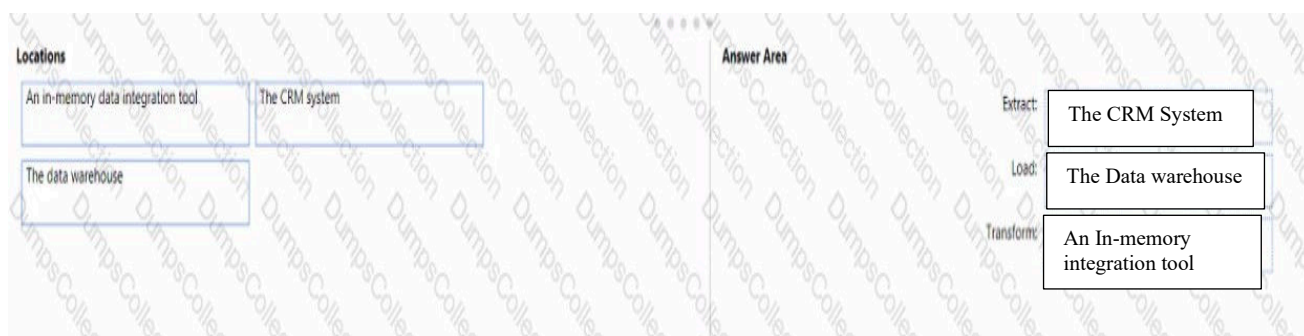 Locations
An in-memory data integration tool
The CRM system
The data warehouse
Answer Area
Extract:
The CRM System
Load:
The Data warehouse
Transform:
An In-memory
integration tool
DumpsCollection